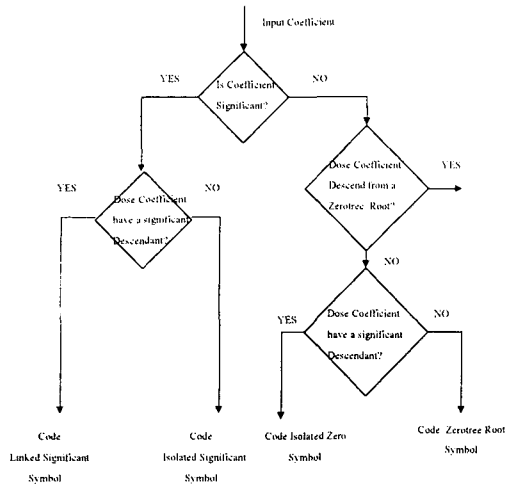 Input Coefficient
YES
Is Coefficient
Significant?
NO
YES
Dose Coefficient
have a significant
Descendant?
NO
Dose Coefficient
Descend from a
Zerotree Root?
YES
NO
YES
Dose Coefficient
have a significant
Descendant?
NO
Code
Linked Significant
Symbol
Code
Isolated Significant
Symbol
Code Isolated Zero
Symbol
Code Zerotree Root
Symbol